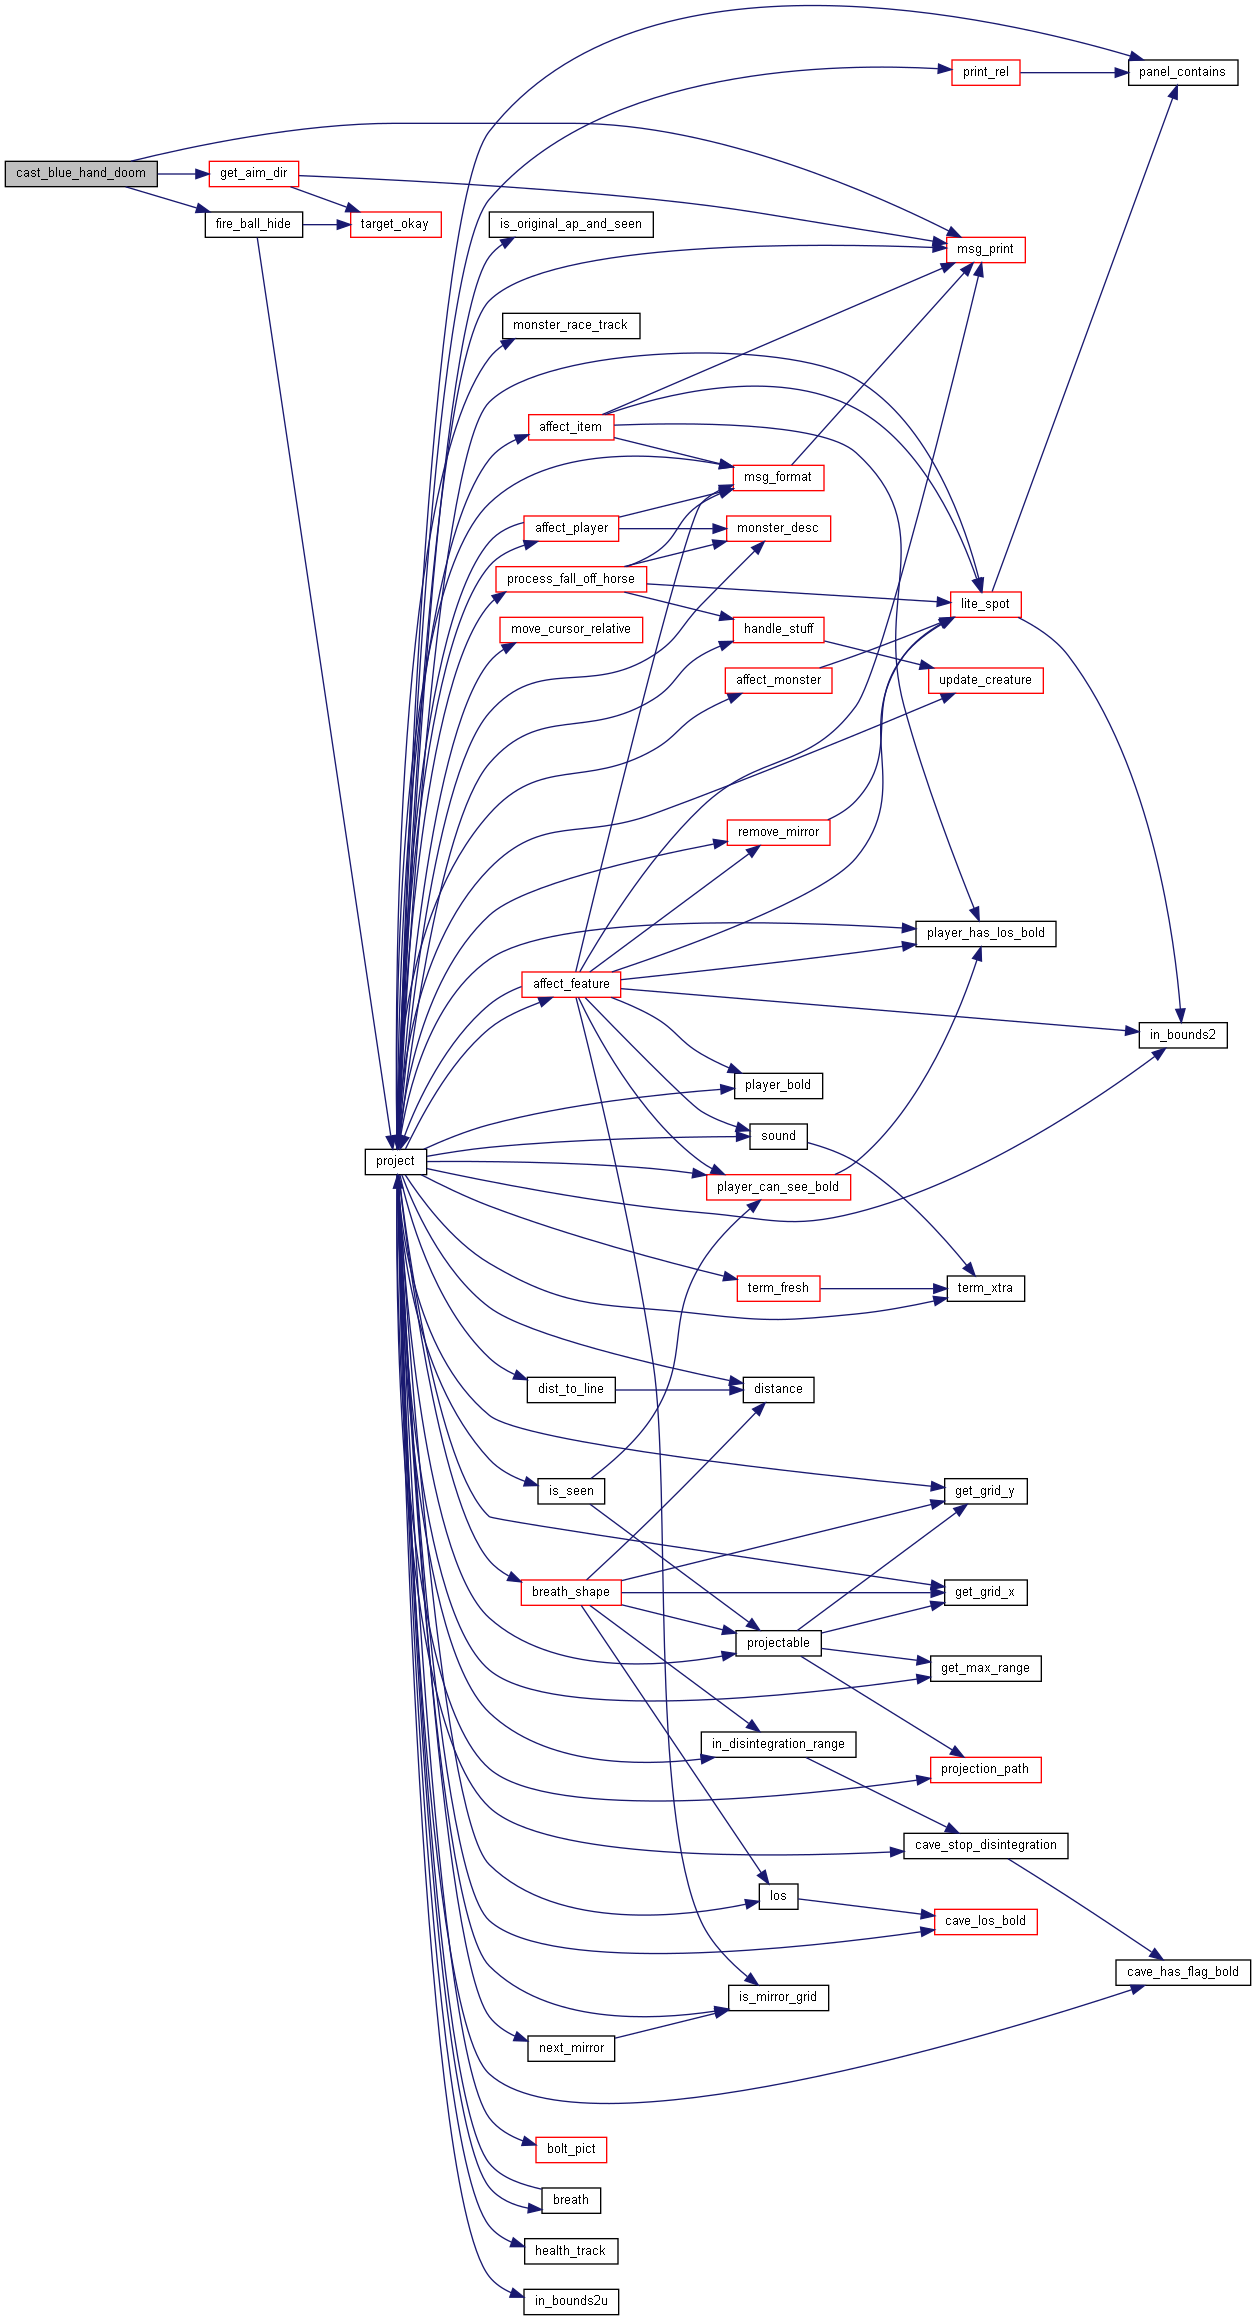 panel_contains
print_rel
cast_blue_hand_doom
get_aim_dir
fire_ball_hide
target_okay
is_original_ap_and_seen
msg_print
monster_race_track
affect_item
msg_format
affect_player
monster_desc
process_fall_off_horse
lite_spot
move_cursor_relative
handle_stuff
affect_monster
update_creature
remove_mirror
player_has_los_bold
affect_feature
in_bounds2
player_bold
sound
project
player_can_see_bold
term_fresh
term_xtra
dist_to_line
distance
is_seen
get_grid_y
breath_shape
get_grid_x
projectable
get_max_range
in_disintegration_range
projection_path
cave_stop_disintegration
los
cave_los_bold
cave_has_flag_bold
is_mirror_grid
next_mirror
bolt_pict
breath
health_track
in_bounds2u